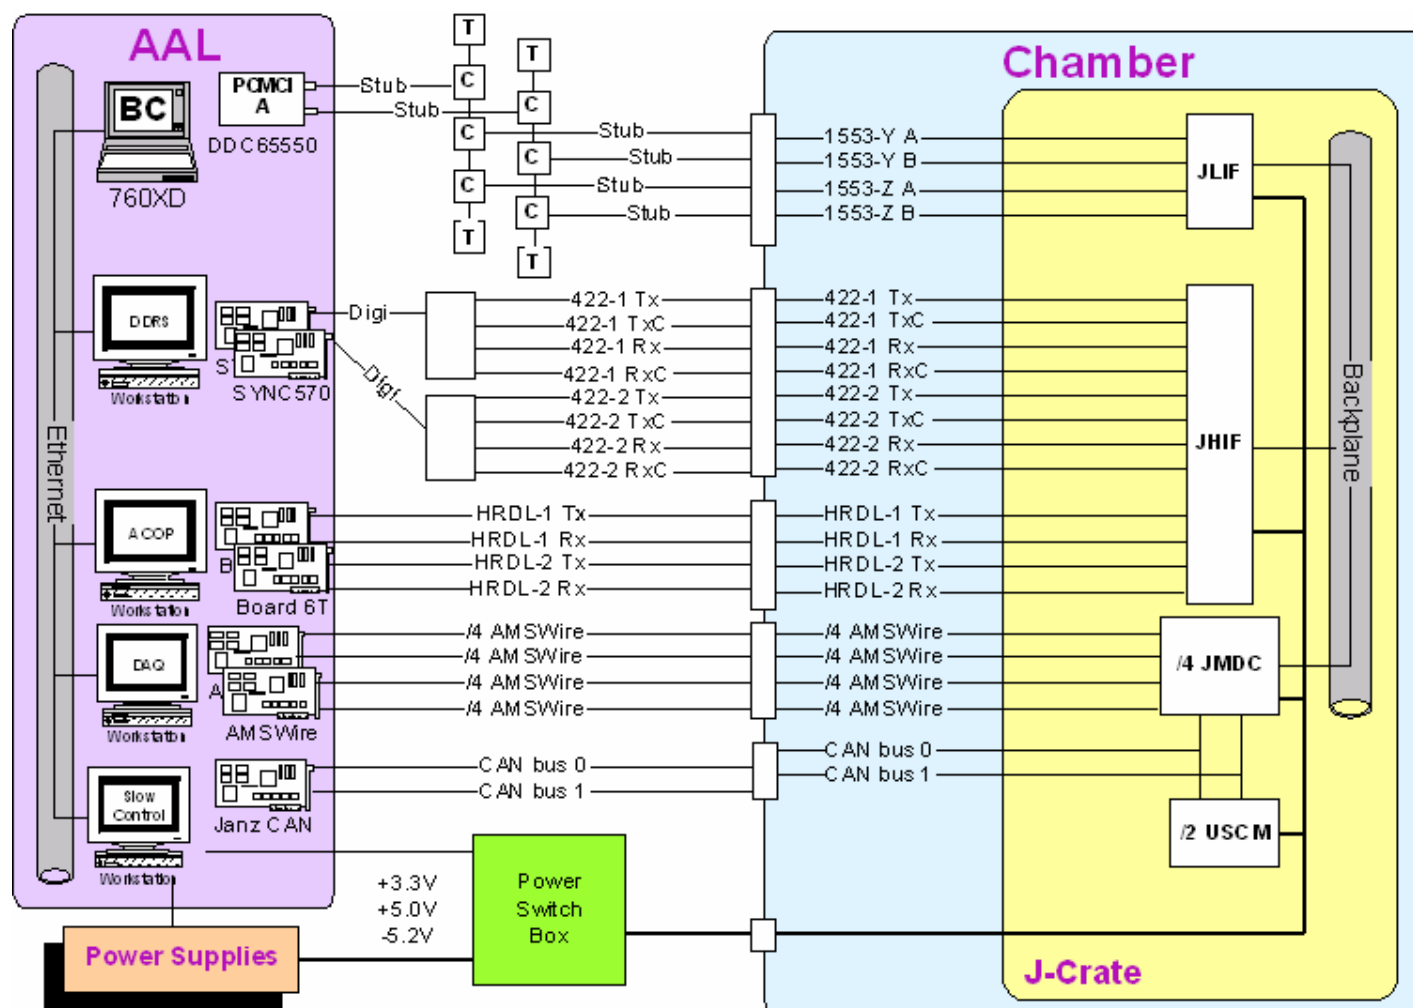 AAL
BC
760XD
PCMCI
A
DDC65550
Stub
Stub
T
C
C
C
T
T
C
C
C
T
Stub
Stub
Stub
Stub
Chamber
1553-Y A
1553-Y B
1553-Z A
1553-Z B
JLIF
Ethernet
DDRS
Workstation
S
SYNC570
Digi
Digi
422-1 Tx
422-1 TxC
422-1 Rx
422-1 RxC
422-2 Tx
422-2 TxC
422-2 Rx
422-2 RxC
422-1 Tx
422-1 TxC
422-1 Rx
422-1 RxC
422-2 Tx
422-2 TxC
422-2 Rx
422-2 RxC
JHIF
Backplane
ACOP
Workstation
B
Board 6T
HRDL-1 Tx
HRDL-1 Rx
HRDL-2 Tx
HRDL-2 Rx
HRDL-1 Tx
HRDL-1 Rx
HRDL-2 Tx
HRDL-2 Rx
DAQ
Workstation
A
AMSWire
/4 AMSWire
/4 AMSWire
/4 AMSWire
/4 AMSWire
/4 AMSWire
/4 AMSWire
/4 AMSWire
/4 AMSWire
/4 JMDC
Slow
Control
Workstation
Janz CAN
CAN bus 0
CAN bus 1
CAN bus 0
CAN bus 1
/2 USCM
+3.3V
+5.0V
-5.2V
Power
Switch
Box
Power Supplies
J-Crate